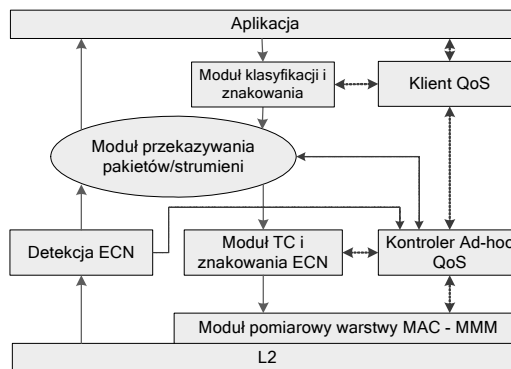 Aplikacja
Moduł klasyfikacji i
znakowania
Klient QoS
Moduł przekazywania
pakietów/strumieni
Detekcja ECN
Moduł TC i
znakowania ECN
Kontroler Ad-hoc
QoS
Moduł pomiarowy warstwy MAC - MMM
L2